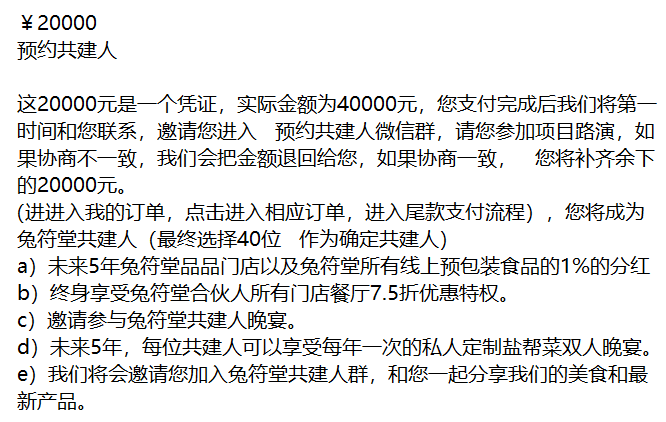 ￥20000
预约共建人
这20000元是一个凭证，实际金额为40000元，您支付完成后我们将第一
时间和您联系，邀请您进入 预约共建人微信群，请您参加项目路演，如
果协商不一致，我们会把金额退回给您，如果协商一致， 您将补齐余下
的20000元。
(进进入我的订单，点击进入相应订单，进入尾款支付流程），您将成为
兔符堂共建人（最终选择40位 作为确定共建人）
a）未来5年兔符堂品品门店以及兔符堂所有线上预包装食品的1%的分红
b）终身享受兔符堂合伙人所有门店餐厅7.5折优惠特权。
c）邀请参与兔符堂共建人晚宴。
d）未来5年，每位共建人可以享受每年一次的私人定制盐帮菜双人晚宴。
e）我们将会邀请您加入兔符堂共建人群，和您一起分享我们的美食和最
新产品。